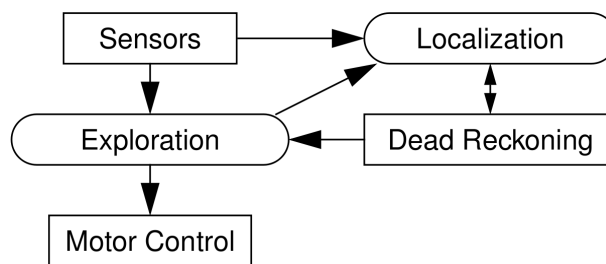 Sensors
Localization
Exploration
Dead Reckoning
Motor Control